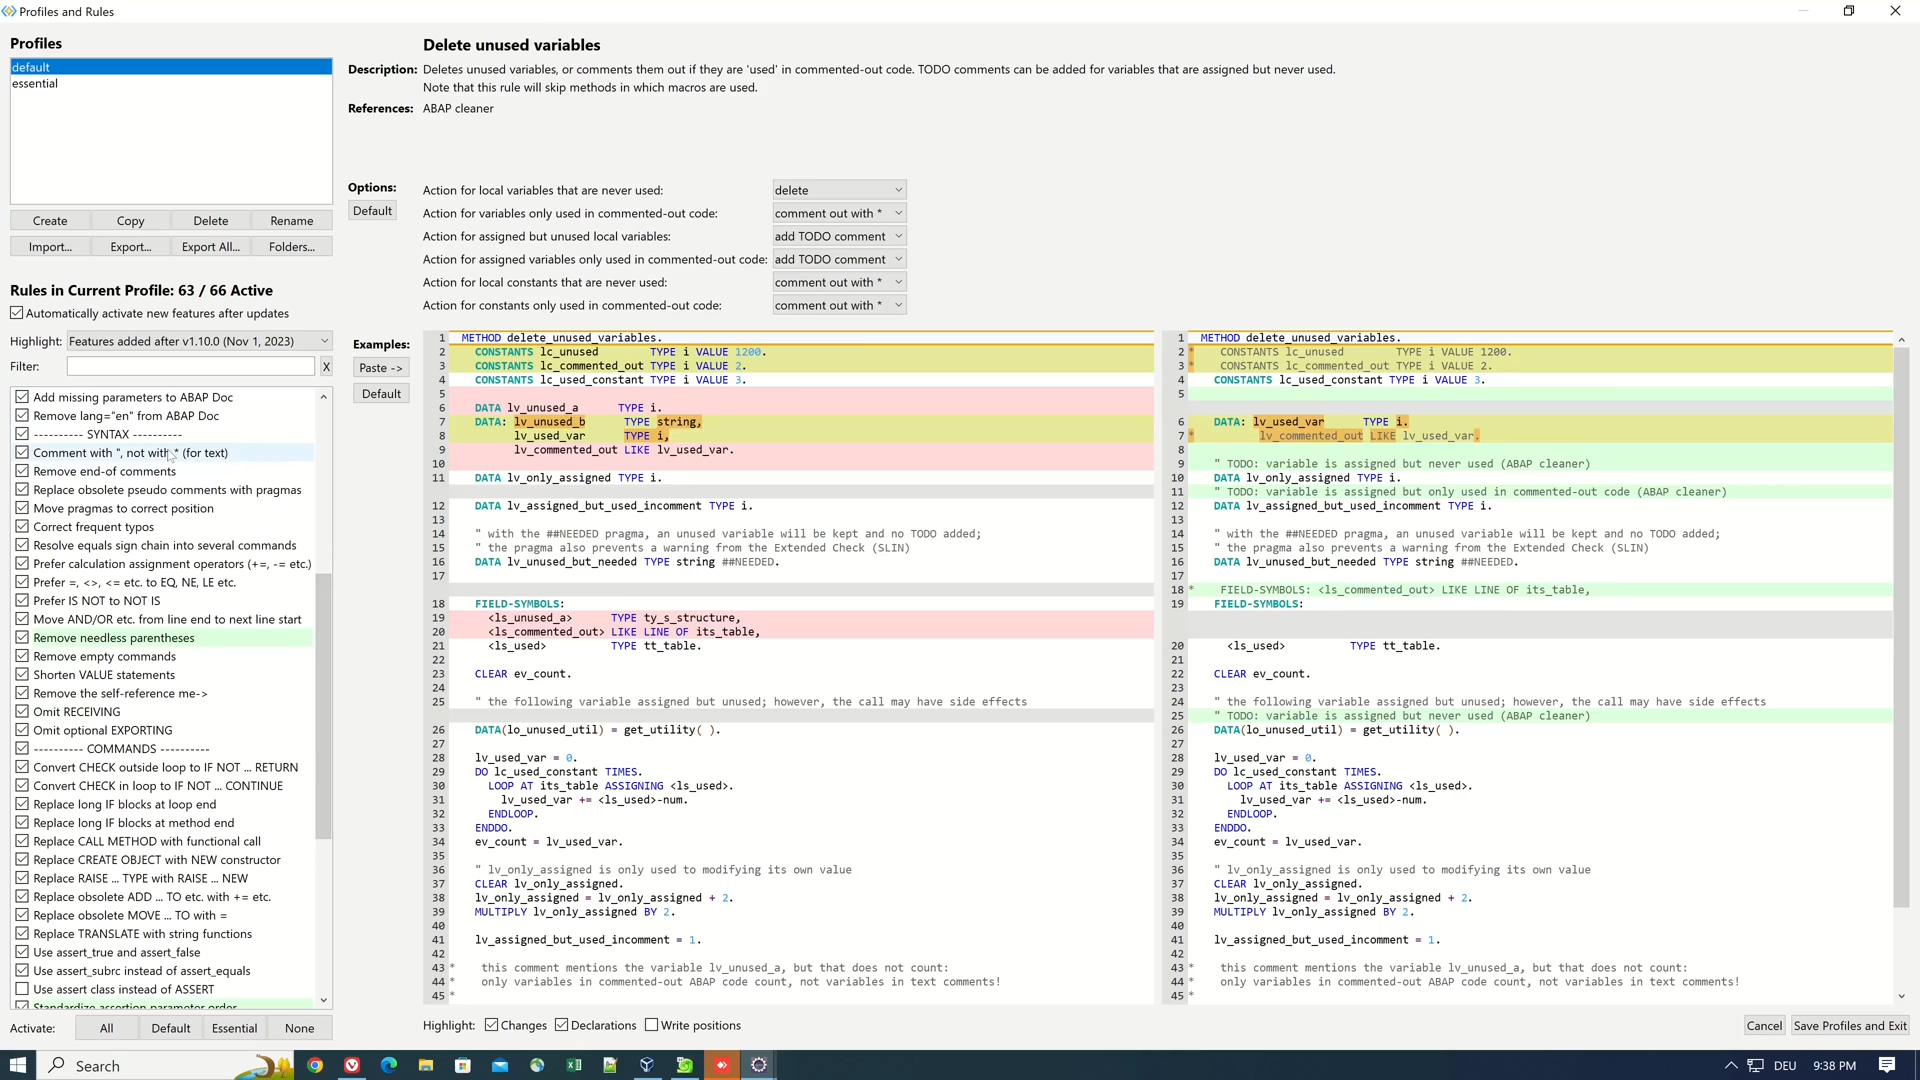 Profiles and Rules
Profiles
default
essential
Create
Copy
Delete
Rename
Import...
Export...
Export All...
Folders...
Rules in Current Profile: 63 / 66 Active
Automatically activate new features after updates
Highlight: Features added after v1.10.0 (Nov 1, 2023)
Filter:
X
Add missing parameters to ABAP Doc
Remove lang="en" from ABAP Doc
---------- SYNTAX ----------
Comment with ", not with * (for text)
Remove end-of comments
Replace obsolete pseudo comments with pragmas
Move pragmas to correct position
Correct frequent typos
Resolve equals sign chain into several commands
Prefer calculation assignment operators (+=, -= etc.)
Prefer =, <>, <= etc. to EQ, NE, LE etc.
Prefer IS NOT to NOT IS
Move AND/OR etc. from line end to next line start
Remove needless parentheses
Remove empty commands
Shorten VALUE statements
Remove the self-reference me->
Omit RECEIVING
Omit optional EXPORTING
---------- COMMANDS ----------
Convert CHECK outside loop to IF NOT ... RETURN
Convert CHECK in loop to IF NOT ... CONTINUE
Replace long IF blocks at loop end
Replace long IF blocks at method end
Replace CALL METHOD with functional call
Replace CREATE OBJECT with NEW constructor
Replace RAISE ... TYPE with RAISE ... NEW
Replace obsolete ADD ... TO etc. with += etc.
Replace obsolete MOVE ... TO with =
Replace TRANSLATE with string functions
Use assert_true and assert_false
Use assert_subrc instead of assert_equals
Use assert class instead of ASSERT
Standardize assertion parameter order
Activate:
All
Default
Essential
None
Delete unused variables
Description: Deletes unused variables, or comments them out if they are 'used' in commented-out code. TODO comments can be added for variables that are assigned but never used.
Note that this rule will skip methods in which macros are used.
References: ABAP cleaner
Options:
Default
Action for local variables that are never used: delete
Action for variables only used in commented-out code: comment out with *
Action for assigned but unused local variables: add TODO comment
Action for assigned variables only used in commented-out code: add TODO comment
Action for local constants that are never used: comment out with *
Action for constants only used in commented-out code: comment out with *
Examples:
Paste ->
Default
1 METHOD delete_unused_variables.
2 CONSTANTS lc_unused TYPE i VALUE 1200.
3 CONSTANTS lc_commented_out TYPE i VALUE 2.
4 CONSTANTS lc_used_constant TYPE i VALUE 3.
5
6 DATA lv_unused_a TYPE i.
7 DATA: lv_unused_b TYPE string,
8 lv_used_var TYPE i,
9 lv_commented_out LIKE lv_used_var.
10
11 DATA lv_only_assigned TYPE i.
12 DATA lv_assigned_but_used_incomment TYPE i.
13
14 " with the ##NEEDED pragma, an unused variable will be kept and no TODO added;
15 " the pragma also prevents a warning from the Extended Check (SLIN)
16 DATA lv_unused_but_needed TYPE string ##NEEDED.
17
18 FIELD-SYMBOLS:
19 <ls_unused_a> TYPE ty_s_structure,
20 <ls_commented_out> LIKE LINE OF its_table,
21 <ls_used> TYPE tt_table.
22
23 CLEAR ev_count.
24
25 " the following variable assigned but unused; however, the call may have side effects
26 DATA(lo_unused_util) = get_utility( ).
27
28 lv_used_var = 0.
29 DO lc_used_constant TIMES.
30 LOOP AT its_table ASSIGNING <ls_used>.
31 lv_used_var += <ls_used>-num.
32 ENDLOOP.
33 ENDDO.
34 ev_count = lv_used_var.
35
36 " lv_only_assigned is only used to modifying its own value
37 CLEAR lv_only_assigned.
38 lv_only_assigned = lv_only_assigned + 2.
39 MULTIPLY lv_only_assigned BY 2.
40
41 lv_assigned_but_used_incomment = 1.
42
43 * this comment mentions the variable lv_unused_a, but that does not count:
44 * only variables in commented-out ABAP code count, not variables in text comments!
45 *
1 METHOD delete_unused_variables.
2 * CONSTANTS lc_unused TYPE i VALUE 1200.
3 * CONSTANTS lc_commented_out TYPE i VALUE 2.
4 CONSTANTS lc_used_constant TYPE i VALUE 3.
5
6 DATA: lv_used_var TYPE i.
7 * lv_commented_out LIKE lv_used_var.
8
9 " TODO: variable is assigned but never used (ABAP cleaner)
10 DATA lv_only_assigned TYPE i.
11 " TODO: variable is assigned but only used in commented-out code (ABAP cleaner)
12 DATA lv_assigned_but_used_incomment TYPE i.
13
14 " with the ##NEEDED pragma, an unused variable will be kept and no TODO added;
15 " the pragma also prevents a warning from the Extended Check (SLIN)
16 DATA lv_unused_but_needed TYPE string ##NEEDED.
17
18 * FIELD-SYMBOLS: <ls_commented_out> LIKE LINE OF its_table,
19 FIELD-SYMBOLS:
20 <ls_used> TYPE tt_table.
21
22 CLEAR ev_count.
23
24 " the following variable assigned but unused; however, the call may have side effects
25 " TODO: variable is assigned but never used (ABAP cleaner)
26 DATA(lo_unused_util) = get_utility( ).
27
28 lv_used_var = 0.
29 DO lc_used_constant TIMES.
30 LOOP AT its_table ASSIGNING <ls_used>.
31 lv_used_var += <ls_used>-num.
32 ENDLOOP.
33 ENDDO.
34 ev_count = lv_used_var.
35
36 " lv_only_assigned is only used to modifying its own value
37 CLEAR lv_only_assigned.
38 lv_only_assigned = lv_only_assigned + 2.
39 MULTIPLY lv_only_assigned BY 2.
40
41 lv_assigned_but_used_incomment = 1.
42
43 * this comment mentions the variable lv_unused_a, but that does not count:
44 * only variables in commented-out ABAP code count, not variables in text comments!
45 *
Highlight:
Changes
Declarations
Write positions
Cancel
Save Profiles and Exit
Search
DEU
9:38 PM